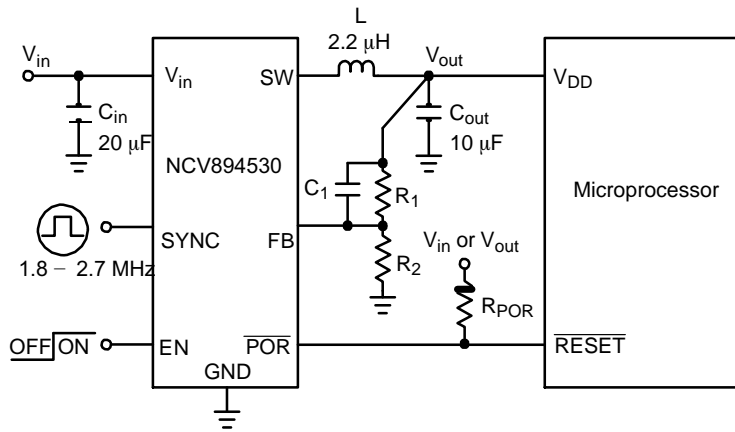 L
2.2 µH
V_in
V_in
SW
V_out
V_DD
C_in
20 µF
C_out
10 µF
NCV894530
C_1
R_1
Microprocessor
SYNC
FB
R_2
V_in or V_out
1.8 – 2.7 MHz
R_POR
OFF ON
EN
POR
RESET
GND